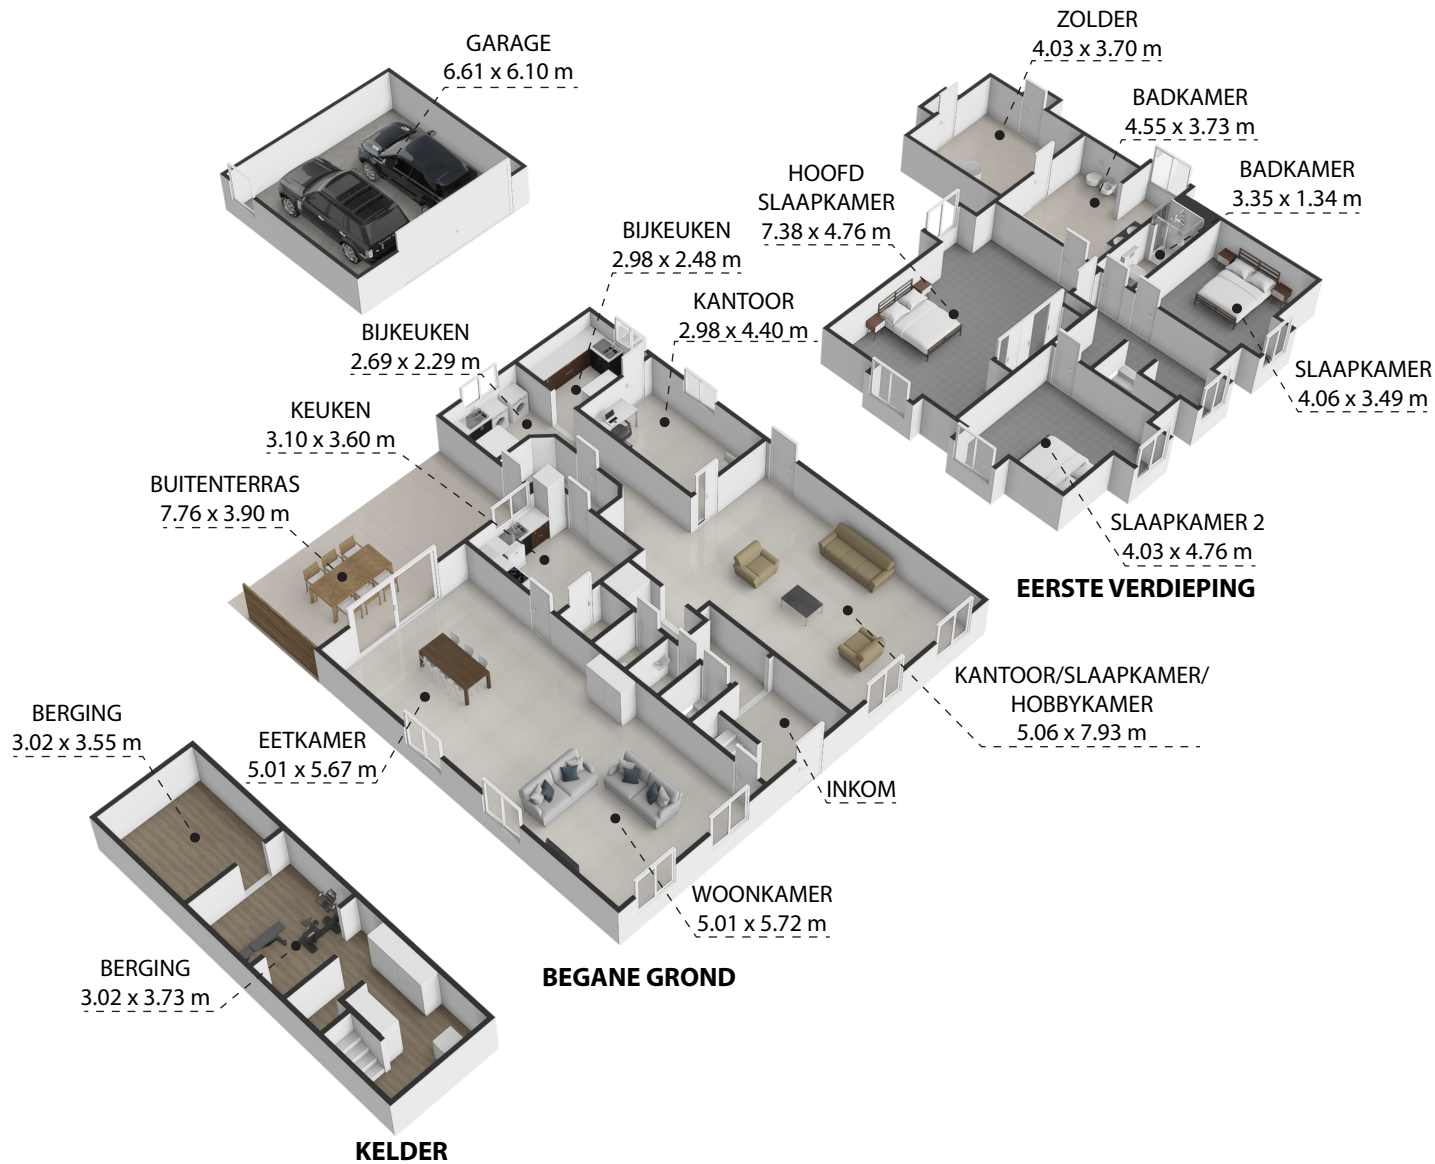 GARAGE
6.61 x 6.10 m
ZOLDER
4.03 x 3.70 m
BADKAMER
4.55 x 3.73 m
BADKAMER
3.35 x 1.34 m
HOOFD
SLAAPKAMER
7.38 x 4.76 m
SLAAPKAMER
4.06 x 3.49 m
SLAAPKAMER 2
4.03 x 4.76 m
EERSTE VERDIEPING
BIJKEUKEN
2.98 x 2.48 m
KANTOOR
2.98 x 4.40 m
BIJKEUKEN
2.69 x 2.29 m
KEUKEN
3.10 x 3.60 m
BUITENTERRAS
7.76 x 3.90 m
KANTOOR/SLAAPKAMER/
HOBBYKAMER
5.06 x 7.93 m
INKOM
EETKAMER
5.01 x 5.67 m
WOONKAMER
5.01 x 5.72 m
BEGANE GROND
BERGING
3.02 x 3.55 m
BERGING
3.02 x 3.73 m
KELDER